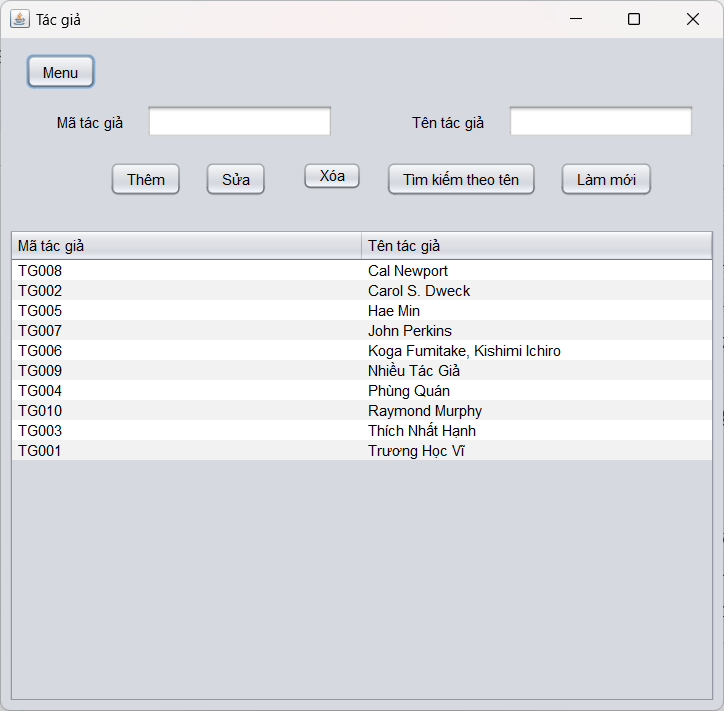 Tác giả
Menu
Mã tác giả Tên tác giả
Thêm Sửa Xóa Tìm kiếm theo tên Làm mới
Mã tác giả Tên tác giả
TG008 Cal Newport
TG002 Carol S. Dweck
TG005 Hae Min
TG007 John Perkins
TG006 Koga Fumitake, Kishimi Ichiro
TG009 Nhiều Tác Giả
TG004 Phùng Quán
TG010 Raymond Murphy
TG003 Thích Nhất Hạnh
TG001 Trương Học Vĩ